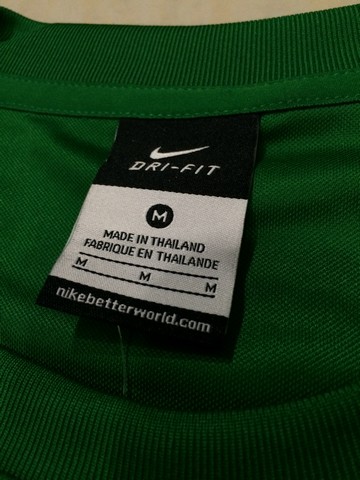 DRI-FIT
M
MADE IN THAILAND
FABRIQUE EN THAILANDE
M M M
nikebetterworld.com